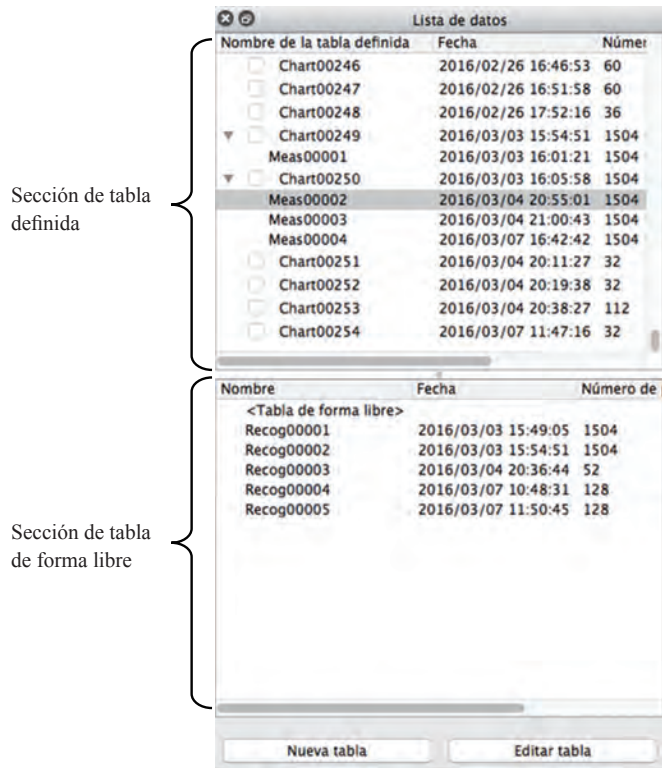 Lista de datos
Nombre de la tabla definida Fecha Númer
Chart00246 2016/02/26 16:46:53 60
Chart00247 2016/02/26 16:51:58 60
Chart00248 2016/02/26 17:52:16 36
Chart00249 2016/03/03 15:54:51 1504
Meas00001 2016/03/03 16:01:21 1504
Chart00250 2016/03/03 16:05:58 1504
Meas00002 2016/03/04 20:55:01 1504
Meas00003 2016/03/04 21:00:43 1504
Meas00004 2016/03/07 16:42:42 1504
Chart00251 2016/03/04 20:11:27 32
Chart00252 2016/03/04 20:19:38 32
Chart00253 2016/03/04 20:38:27 112
Chart00254 2016/03/07 11:47:16 32
Sección de tabla
definida
Nombre Fecha Número de
<Tabla de forma libre>
Recog00001 2016/03/03 15:49:05 1504
Recog00002 2016/03/03 15:54:51 1504
Recog00003 2016/03/04 20:36:44 52
Recog00004 2016/03/07 10:48:31 128
Recog00005 2016/03/07 11:50:45 128
Sección de tabla
de forma libre
Nueva tabla Editar tabla